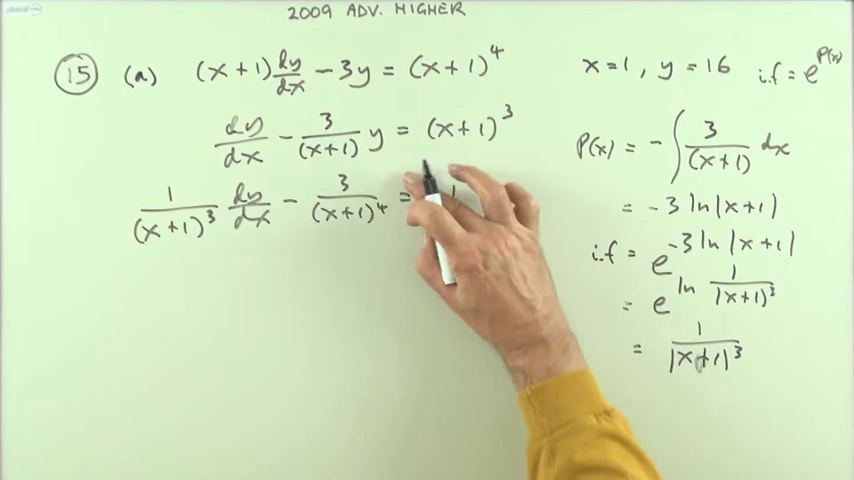 2009 ADV. HIGHER
15 (a) (x+1) dy/dx - 3y = (x+1)^4
dy/dx - 3/(x+1) y = (x+1)^3
1/(x+1)^3 dy/dx - 3/(x+1)^4 = 1
x=1, y=16
i.f = e^P(x)
P(x) = -∫ 3/(x+1) dx
= -3 ln|x+1|
i.f = e^-3 ln|x+1|
= e^ln 1/|x+1|^3
= 1/|x+1|^3